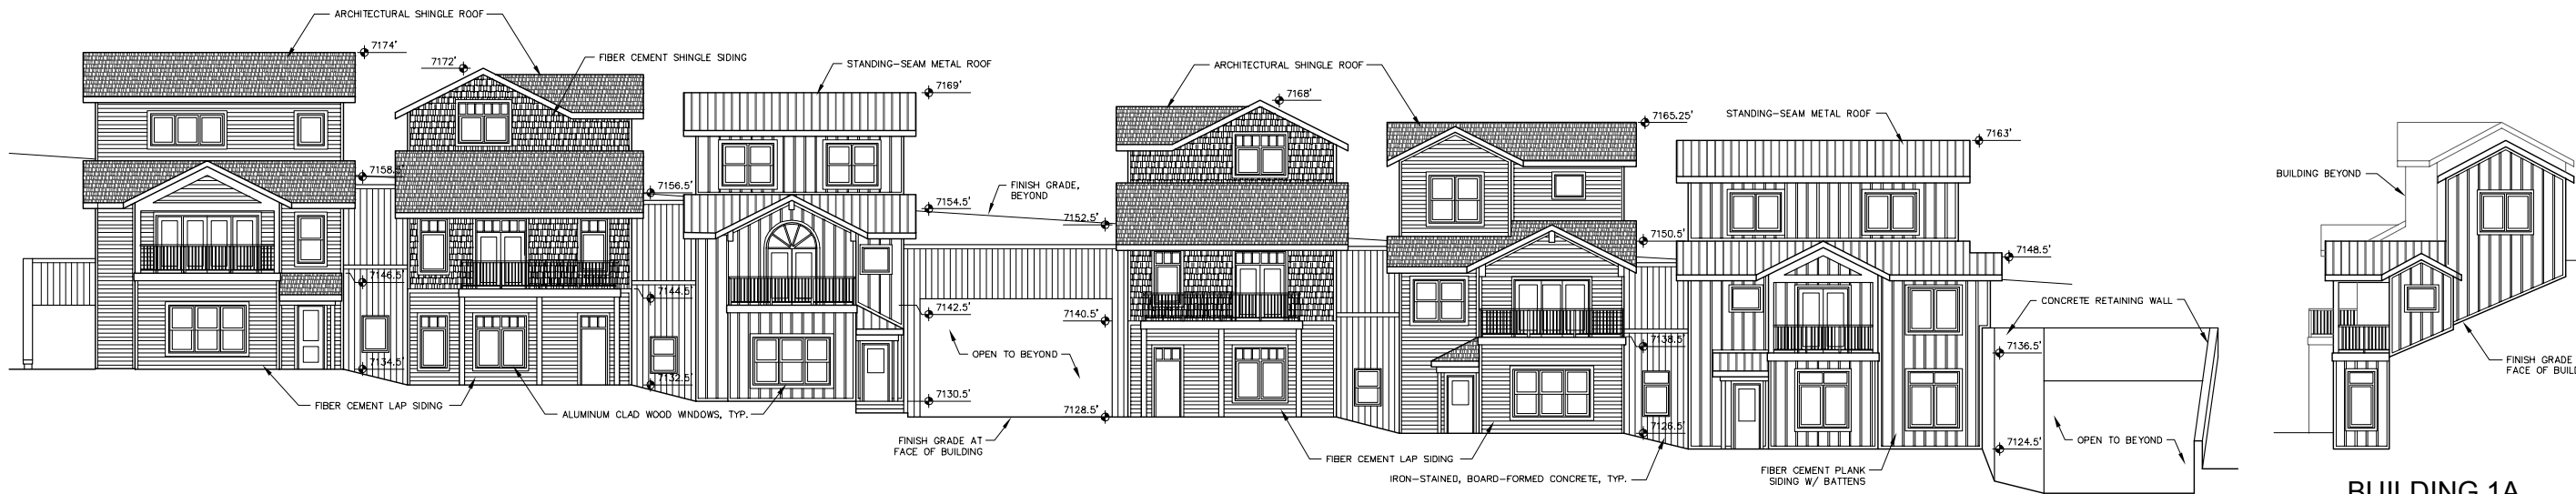 ARCHITECTURAL SHINGLE ROOF
7174'
7172'
FIBER CEMENT SHINGLE SIDING
STANDING-SEAM METAL ROOF
7169'
ARCHITECTURAL SHINGLE ROOF
7168'
7165.25'
STANDING-SEAM METAL ROOF
7163'
7158.5'
7156.5'
7154.5'
FINISH GRADE,
BEYOND
7152.5'
7150.5'
7148.5'
BUILDING BEYOND
7146.5'
7144.5'
7142.5'
7140.5'
7138.5'
7136.5'
CONCRETE RETAINING WALL
OPEN TO BEYOND
FINISH GRADE
FACE OF BUILD
7134.5'
7132.5'
7130.5'
7128.5'
7126.5'
7124.5'
FIBER CEMENT LAP SIDING
ALUMINUM CLAD WOOD WINDOWS, TYP.
FINISH GRADE AT
FACE OF BUILDING
FIBER CEMENT LAP SIDING
IRON-STAINED, BOARD-FORMED CONCRETE, TYP.
FIBER CEMENT PLANK
SIDING W/ BATTENS
OPEN TO BEYOND
BUILDING 1A